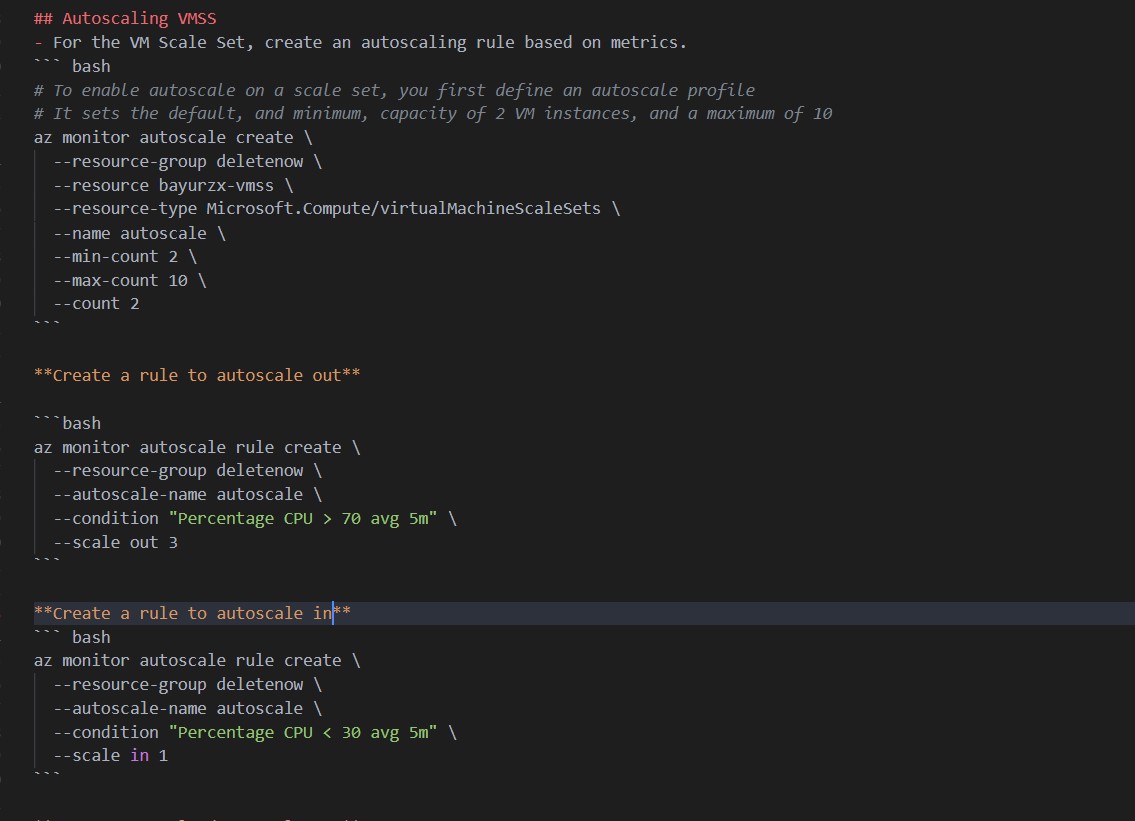 ## Autoscaling VMSS
- For the VM Scale Set, create an autoscaling rule based on metrics.
``` bash
# To enable autoscale on a scale set, you first define an autoscale profile
# It sets the default, and minimum, capacity of 2 VM instances, and a maximum of 10
az monitor autoscale create \
  --resource-group deletenow \
  --resource bayurzx-vmss \
  --resource-type Microsoft.Compute/virtualMachineScaleSets \
  --name autoscale \
  --min-count 2 \
  --max-count 10 \
  --count 2
```
**Create a rule to autoscale out**
```bash
az monitor autoscale rule create \
  --resource-group deletenow \
  --autoscale-name autoscale \
  --condition "Percentage CPU > 70 avg 5m" \
  --scale out 3
```
**Create a rule to autoscale in**
``` bash
az monitor autoscale rule create \
  --resource-group deletenow \
  --autoscale-name autoscale \
  --condition "Percentage CPU < 30 avg 5m" \
  --scale in 1
```